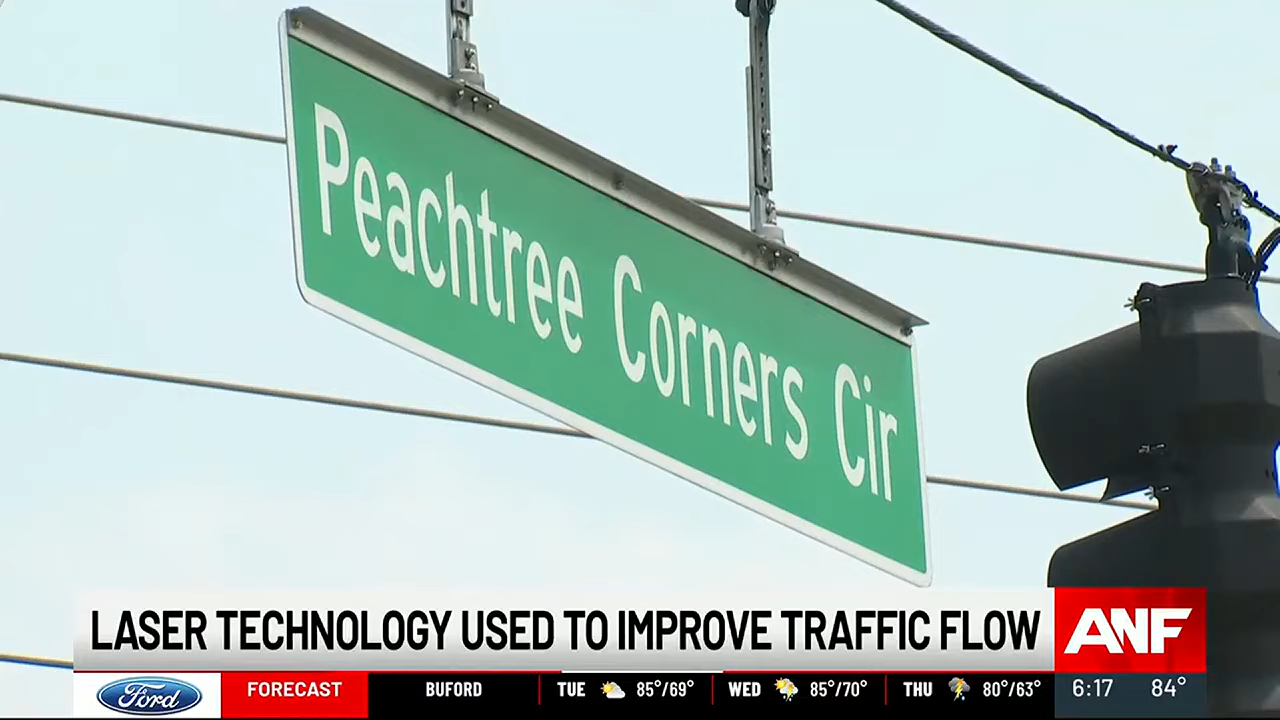 Peachtree Corners Cir
LASER TECHNOLOGY USED TO IMPROVE TRAFFIC FLOW
ANF
Ford
FORECAST
BUFORD
TUE 85°/69°
WED 85°/70°
THU 80°/63°
6:17 84°